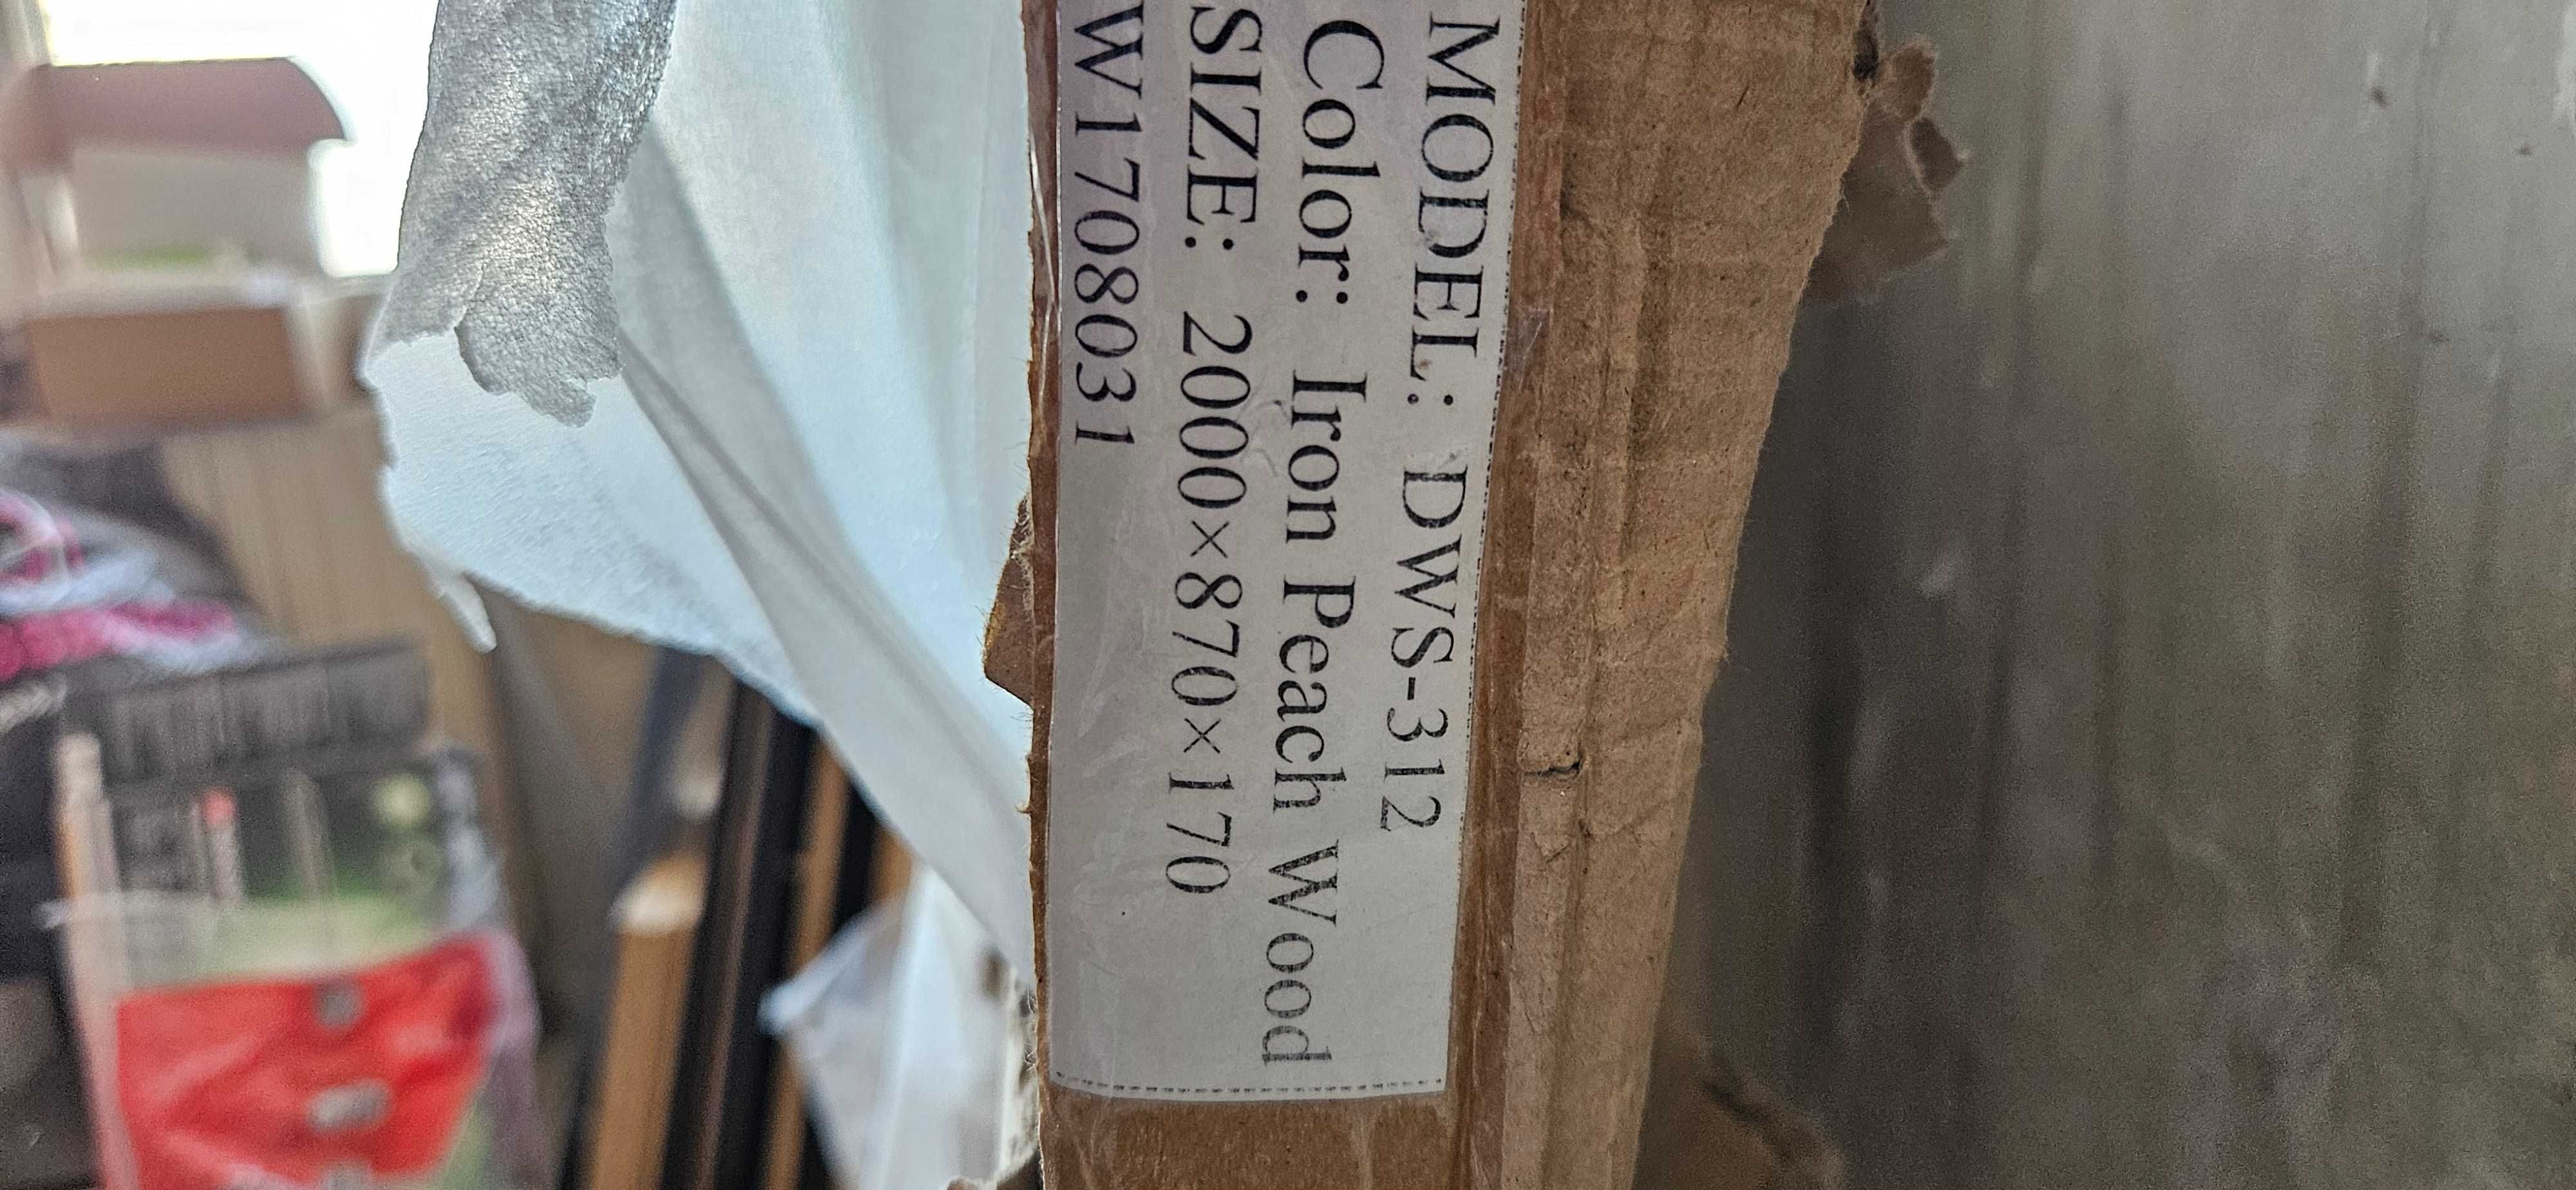 MODEL: DWS-312
Color: Iron Peach Wood
SIZE: 2000×870×170
W1708031